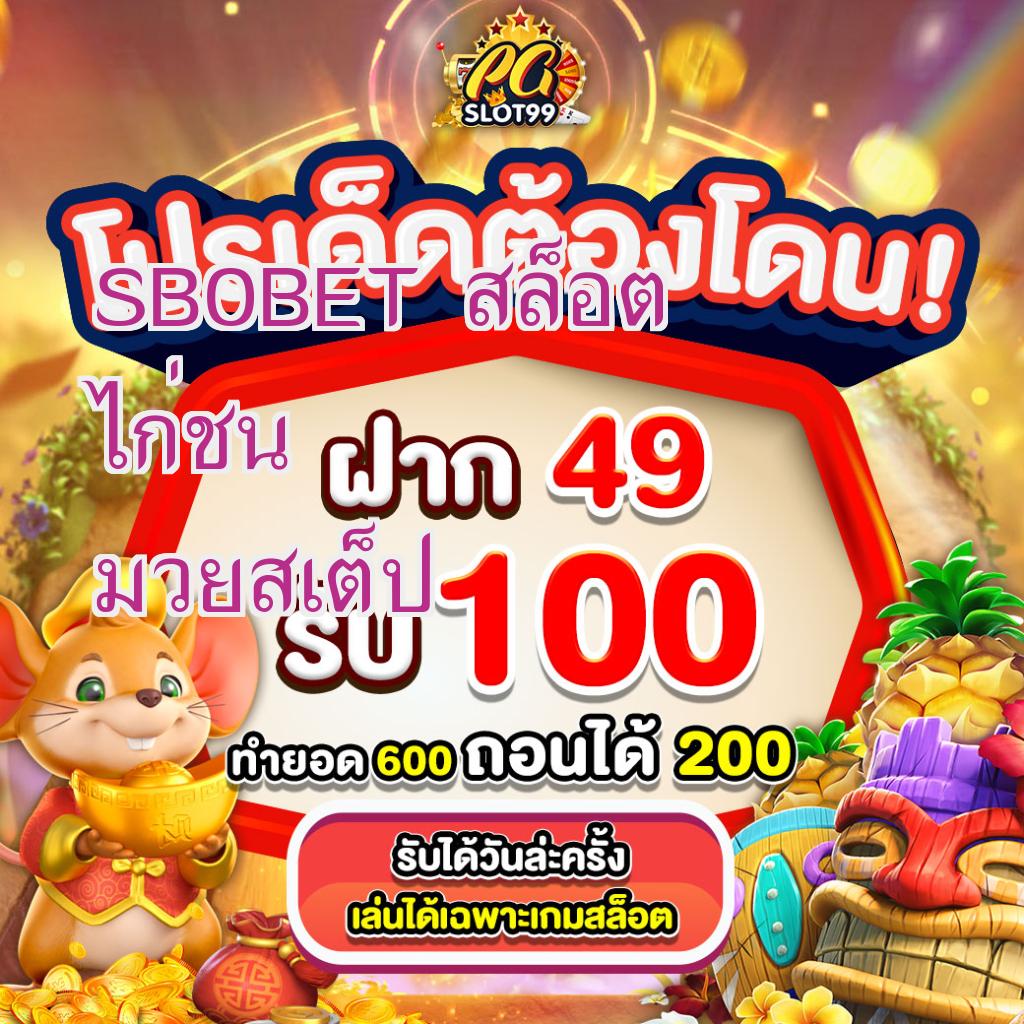 PG
SLOT99
โปรเด็ดต้องโดน!
SBOBET สล็อต
ไก่ชน
ฝาก 49
มวยสเต็ป
รับ 100
ทำยอด 600 ถอนได้ 200
รับได้วันล่ะครั้ง
เล่นได้เฉพาะเกมสล็อต